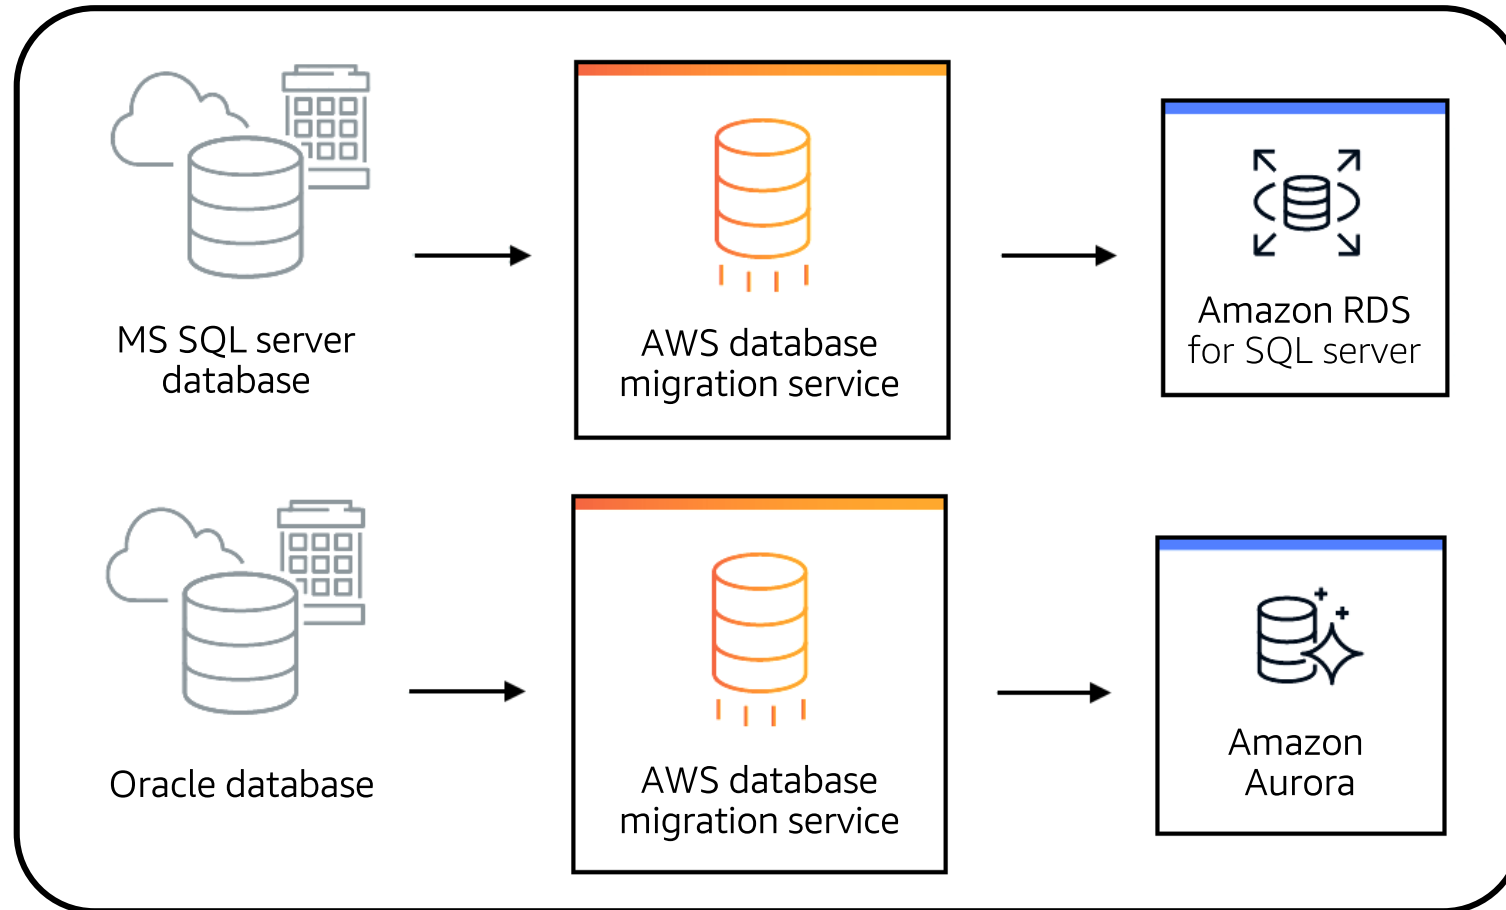 MS SQL server
database
AWS database
migration service
Amazon RDS
for SQL server
Oracle database
AWS database
migration service
Amazon
Aurora